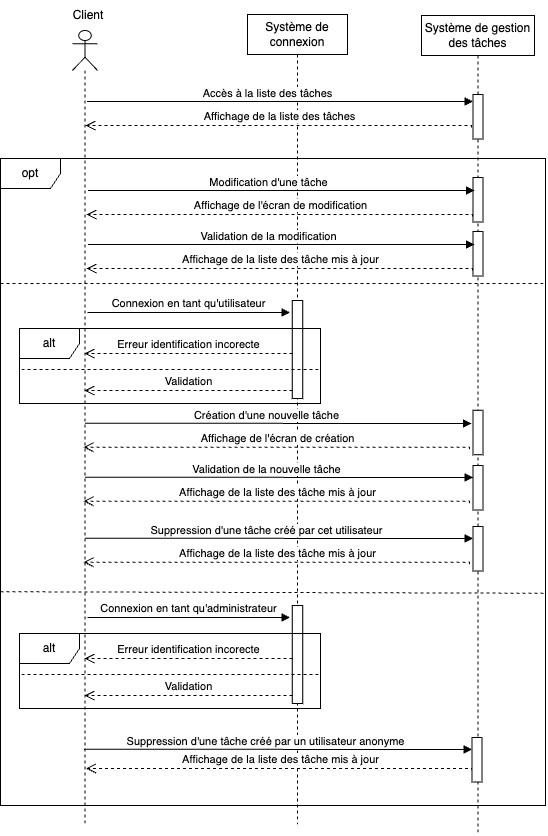 Client
Système de
connexion
Système de gestion
des tâches
Accès à la liste des tâches
Affichage de la liste des tâches
opt
Modification d'une tâche
Affichage de l'écran de modification
Validation de la modification
Affichage de la liste des tâche mis à jour
Connexion en tant qu'utilisateur
alt
Erreur identification incorecte
Validation
Création d'une nouvelle tâche
Affichage de l'écran de création
Validation de la nouvelle tâche
Affichage de la liste des tâche mis à jour
Suppression d'une tâche créé par cet utilisateur
Affichage de la liste des tâche mis à jour
Connexion en tant qu'administrateur
alt
Erreur identification incorecte
Validation
Suppression d'une tâche créé par un utilisateur anonyme
Affichage de la liste des tâche mis à jour